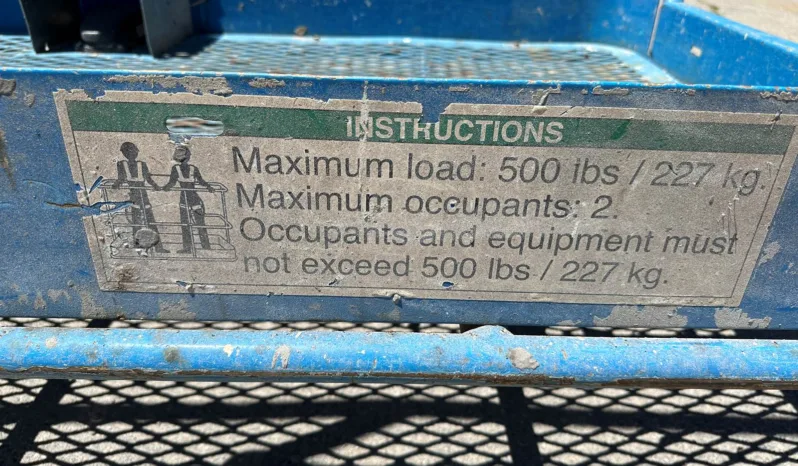 INSTRUCTIONS
Maximum load: 500 lbs / 227 kg.
Maximum occupants: 2.
Occupants and equipment must
not exceed 500 lbs / 227 kg.